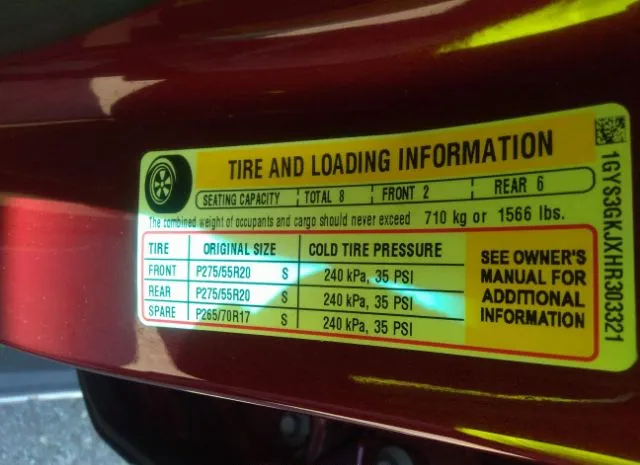 TIRE AND LOADING INFORMATION
SEATING CAPACITY TOTAL 8 FRONT 2 REAR 6
The combined weight of occupants and cargo should never exceed 710 kg or 1566 lbs.
TIRE ORIGINAL SIZE COLD TIRE PRESSURE
FRONT P275/55R20 S 240 kPa, 35 PSI
REAR P275/55R20 S 240 kPa, 35 PSI
SPARE P265/70R17 S 240 kPa, 35 PSI
SEE OWNER'S
MANUAL FOR
ADDITIONAL
INFORMATION
1GYS3GKJXHR303321